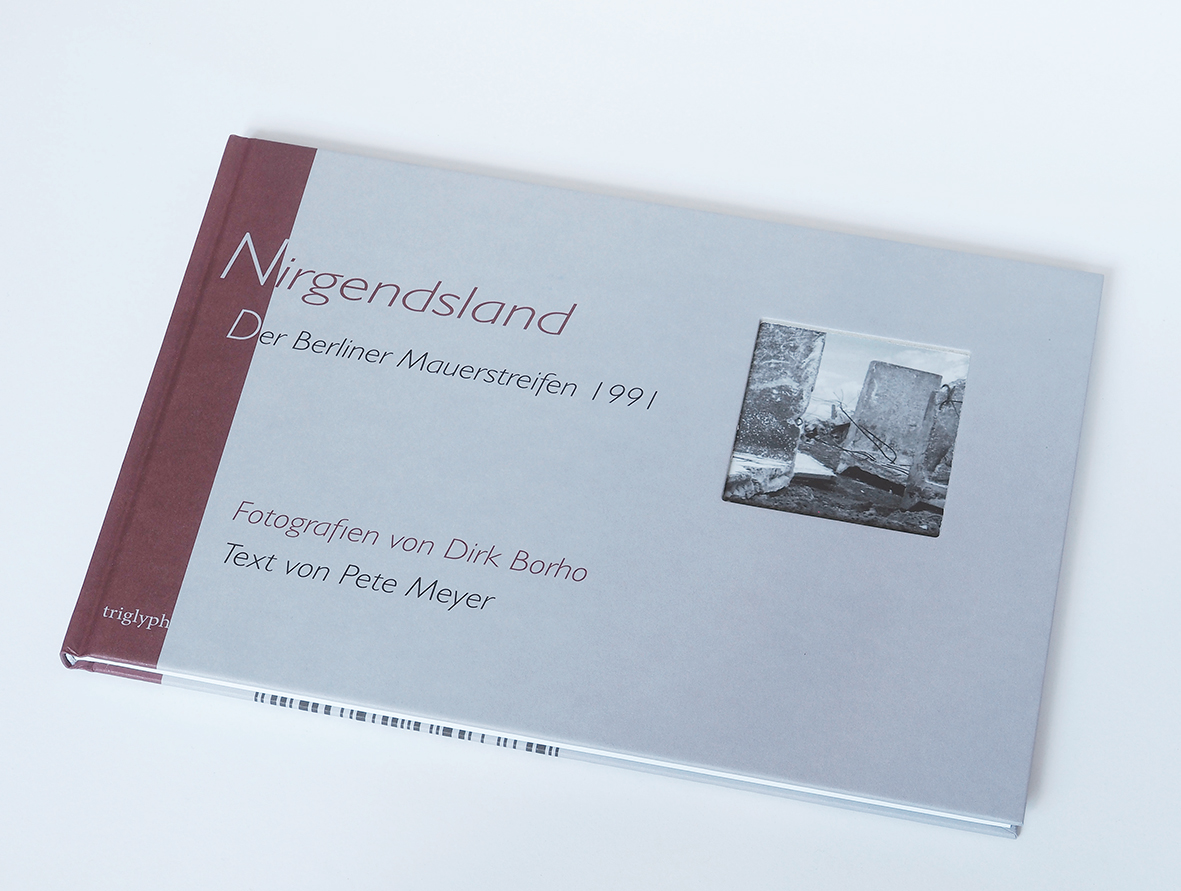 Nirgendsland
Der Berliner Mauerstreifen 1991
Fotografien von Dirk Borho
Text von Pete Meyer
triglyph